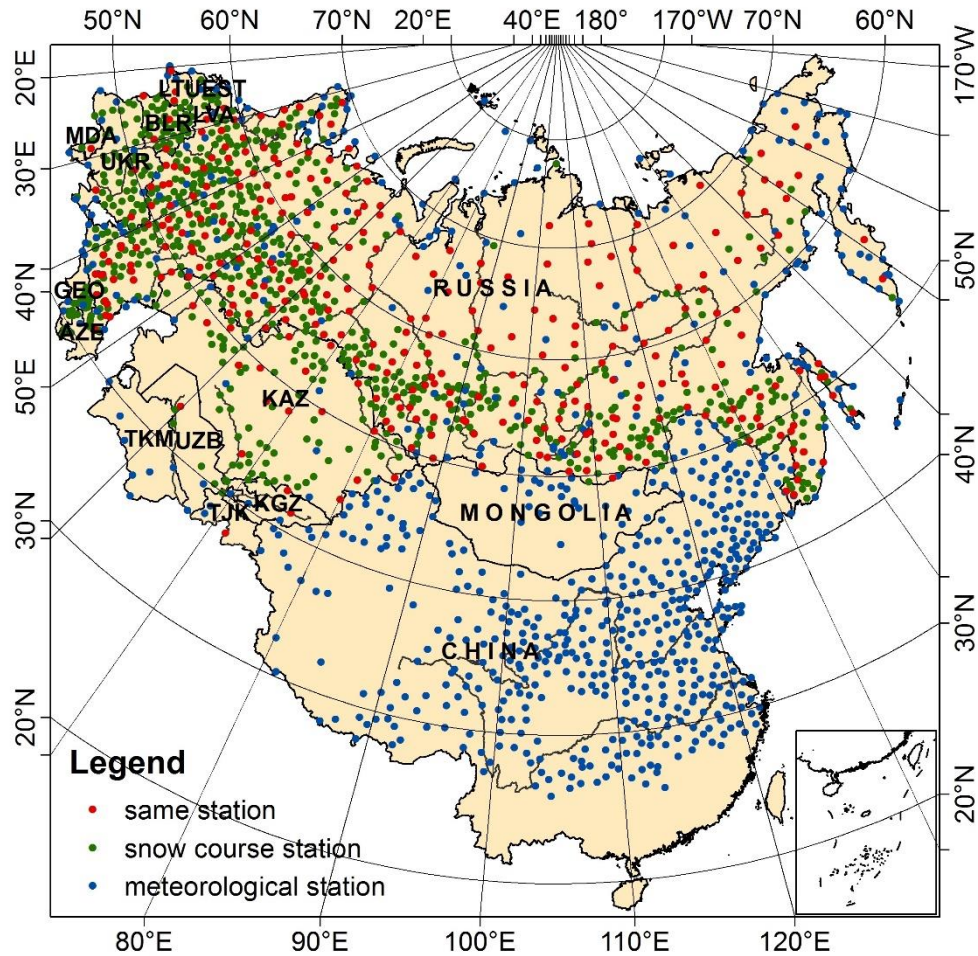 50°N 60°N 70°N 20°E 40°E 180° 170°W 70°N 60°N
20°E
30°E
40°N
40°E
50°E
30°N
20°N
170°W
50°N
40°N
30°N
20°N
LTU EST
LVA
BLR
MDA
UKR
GEO
AZE
RUSSIA
KAZ
TKM UZB
KGZ
TJK
MONGOLIA
CHINA
Legend
same station
snow course station
meteorological station
80°E 90°E 100°E 110°E 120°E